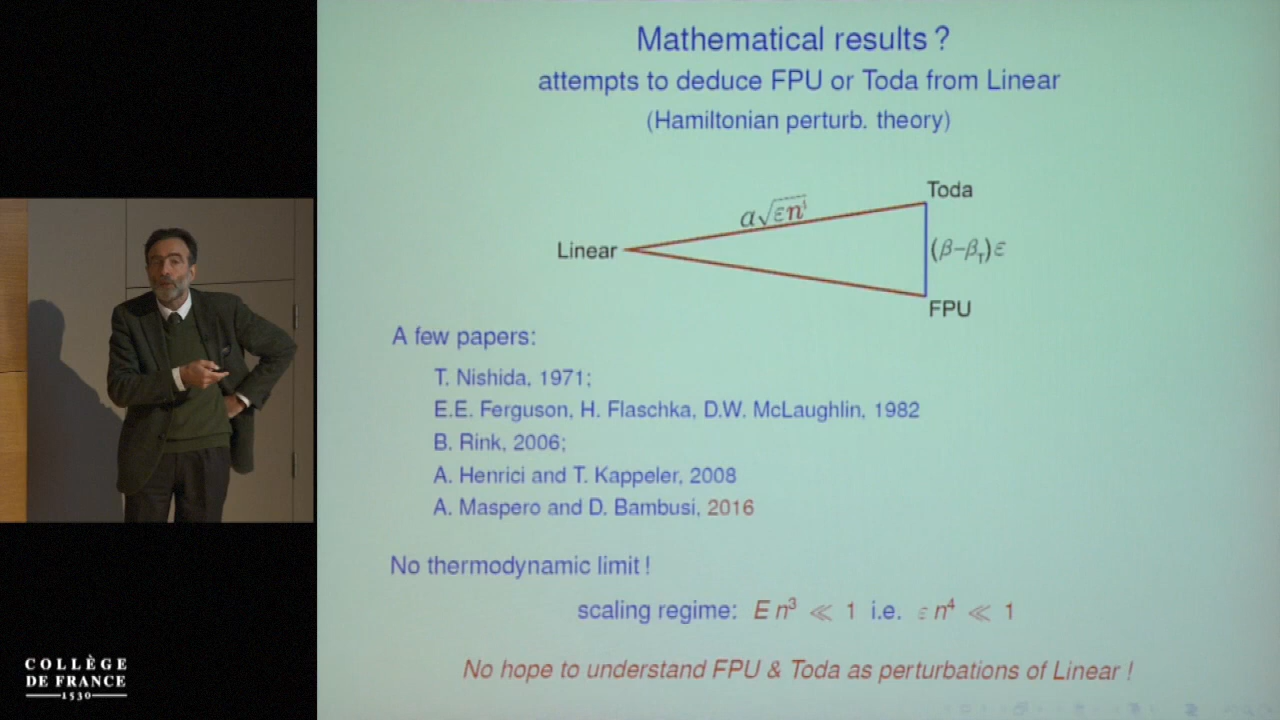 Mathematical results ?
attempts to deduce FPU or Toda from Linear
(Hamiltonian perturb. theory)
Toda
a√εn⁴
Linear
(β−β_T)ε
FPU
A few papers:
T. Nishida, 1971;
E.E. Ferguson, H. Flaschka, D.W. McLaughlin, 1982
B. Rink, 2006;
A. Henrici and T. Kappeler, 2008
A. Maspero and D. Bambusi, 2016
No thermodynamic limit !
scaling regime: E n³ ≪ 1 i.e. ε n⁴ ≪ 1
No hope to understand FPU & Toda as perturbations of Linear !
COLLÈGE
DE FRANCE
1530